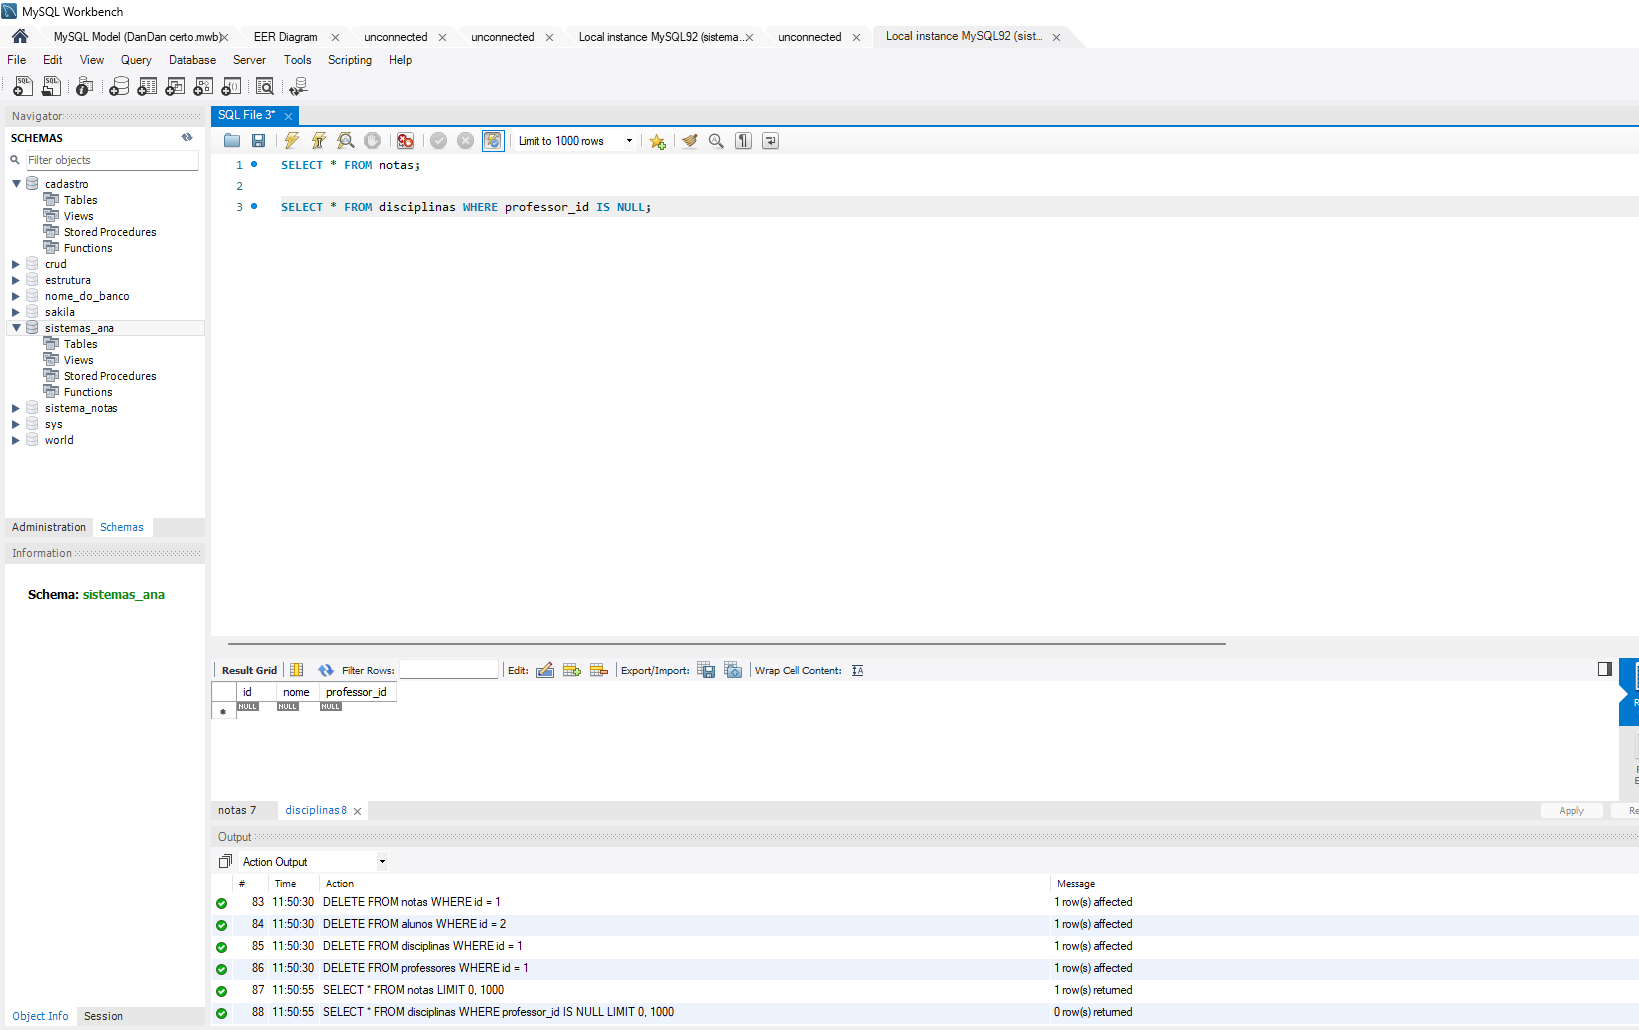 MySQL Workbench
MySQL Model (DanDan certo.mwb)
EER Diagram
unconnected
unconnected
Local instance MySQL92 (sistema...
unconnected
Local instance MySQL92 (sist...
File Edit View Query Database Server Tools Scripting Help
Navigator
SCHEMAS
Filter objects
cadastro
Tables
Views
Stored Procedures
Functions
crud
estrutura
nome_do_banco
sakila
sistemas_ana
Tables
Views
Stored Procedures
Functions
sistema_notas
sys
world
Administration Schemas
Information
Schema: sistemas_ana
Object Info Session
SQL File 3*
Limit to 1000 rows
1 SELECT * FROM notas;
2
3 SELECT * FROM disciplinas WHERE professor_id IS NULL;
Result Grid Filter Rows: Edit: Export/Import: Wrap Cell Content:
id nome professor_id
NULL NULL NULL
notas 7 disciplinas 8 Apply Re
Output
Action Output
# Time Action Message
83 11:50:30 DELETE FROM notas WHERE id = 1 1 row(s) affected
84 11:50:30 DELETE FROM alunos WHERE id = 2 1 row(s) affected
85 11:50:30 DELETE FROM disciplinas WHERE id = 1 1 row(s) affected
86 11:50:30 DELETE FROM professores WHERE id = 1 1 row(s) affected
87 11:50:55 SELECT * FROM notas LIMIT 0, 1000 1 row(s) returned
88 11:50:55 SELECT * FROM disciplinas WHERE professor_id IS NULL LIMIT 0, 1000 0 row(s) returned